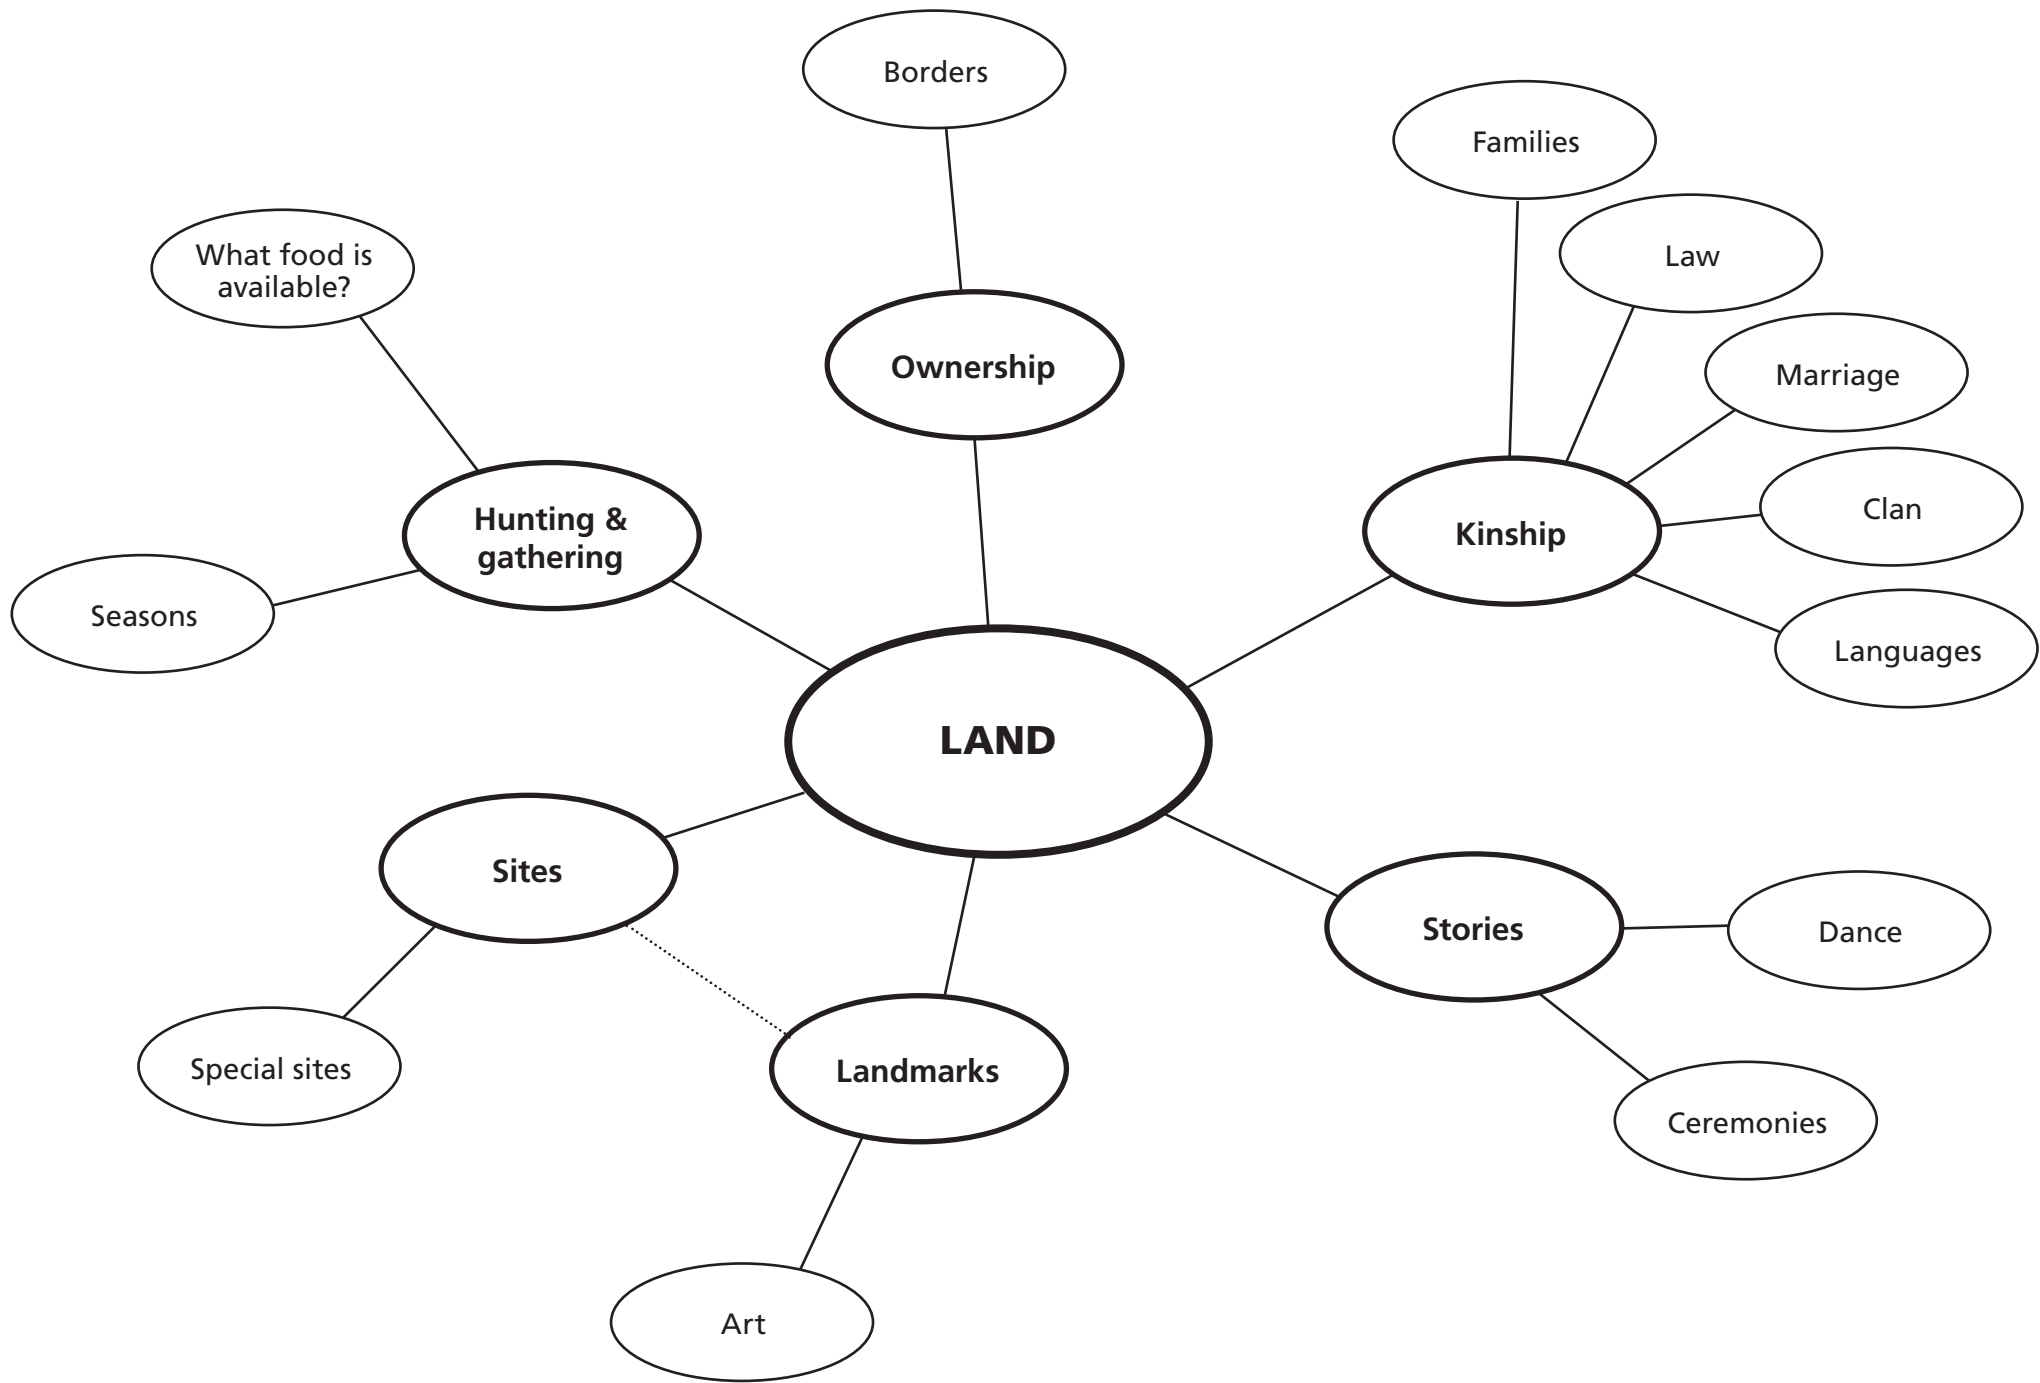 Borders
Families
Law
What food is
available?
Ownership
Marriage
Hunting &
gathering
Kinship
Clan
Seasons
Languages
LAND
Sites
Stories
Dance
Special sites
Landmarks
Ceremonies
Art